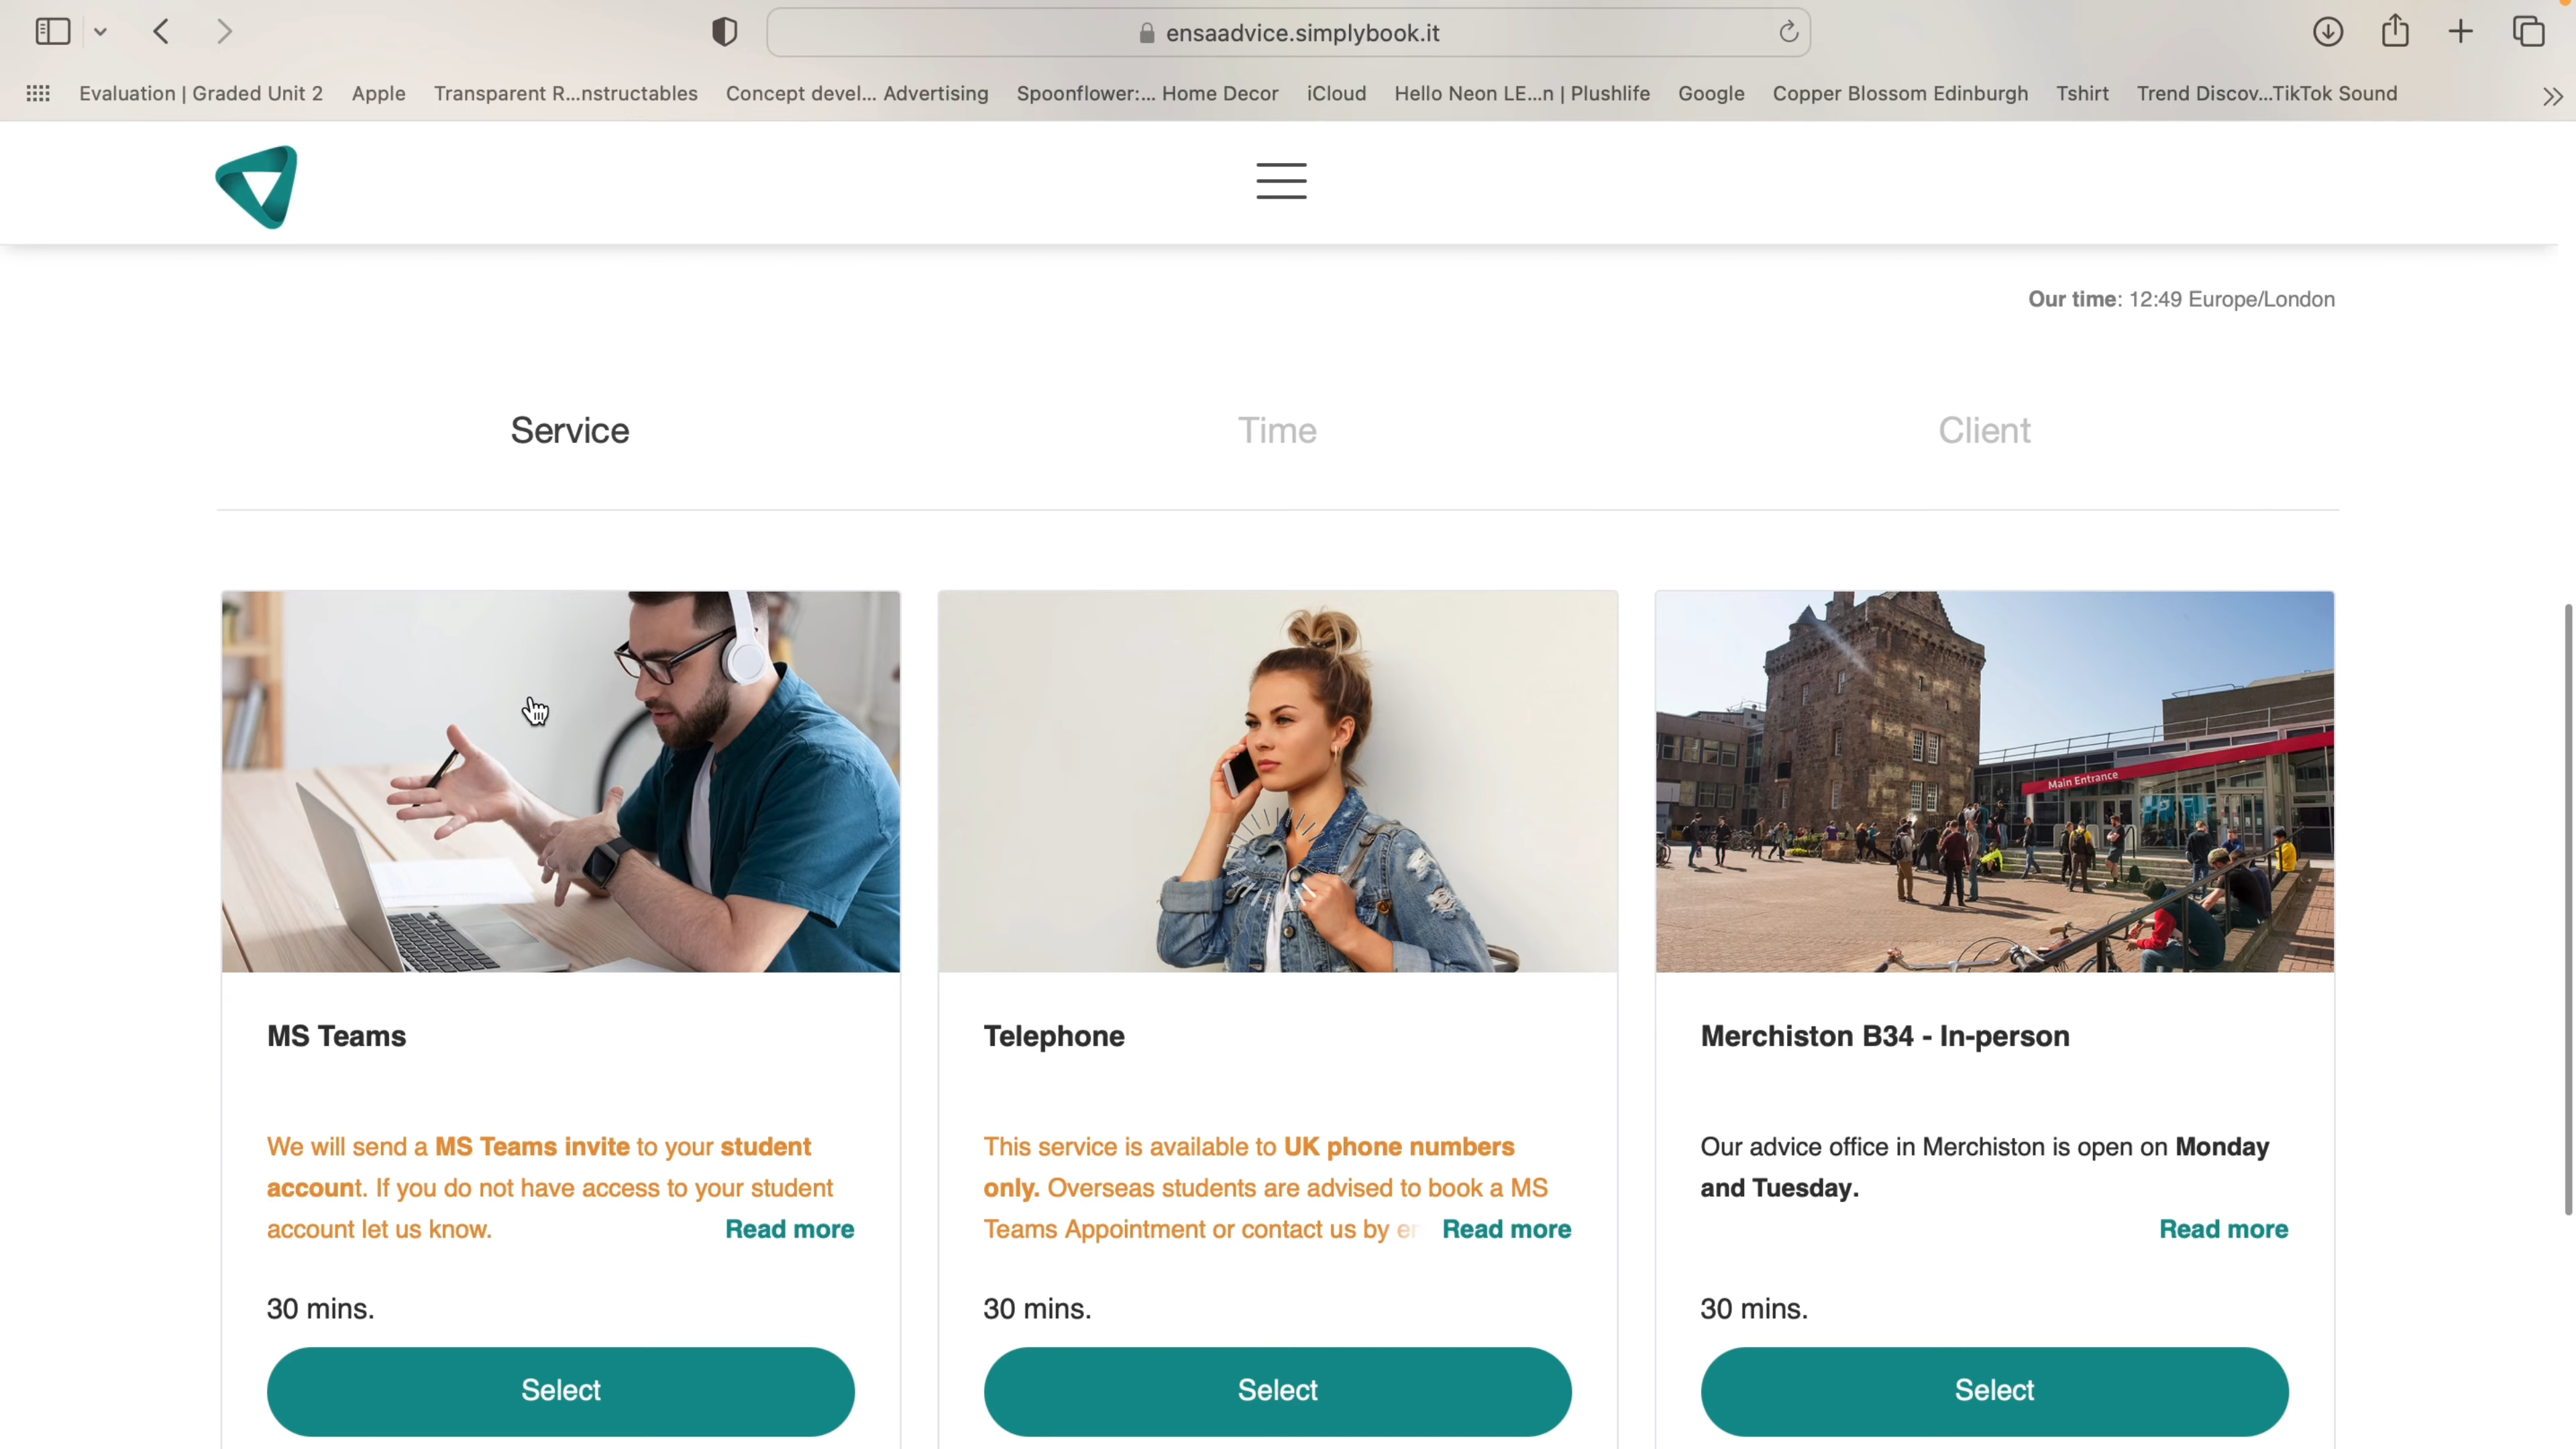 ensaadvice.simplybook.it
Evaluation | Graded Unit 2 Apple Transparent R...nstructables Concept devel... Advertising Spoonflower:... Home Decor iCloud Hello Neon LE...n | Plushlife Google Copper Blossom Edinburgh Tshirt Trend Discov...TikTok Sound
Our time: 12:49 Europe/London
Service Time Client
Main Entrance
MS Teams
We will send a MS Teams invite to your student
account. If you do not have access to your student
account let us know. Read more
30 mins.
Select
Telephone
This service is available to UK phone numbers
only. Overseas students are advised to book a MS
Teams Appointment or contact us by Read more
30 mins.
Select
Merchiston B34 - In-person
Our advice office in Merchiston is open on Monday
and Tuesday.
Read more
30 mins.
Select